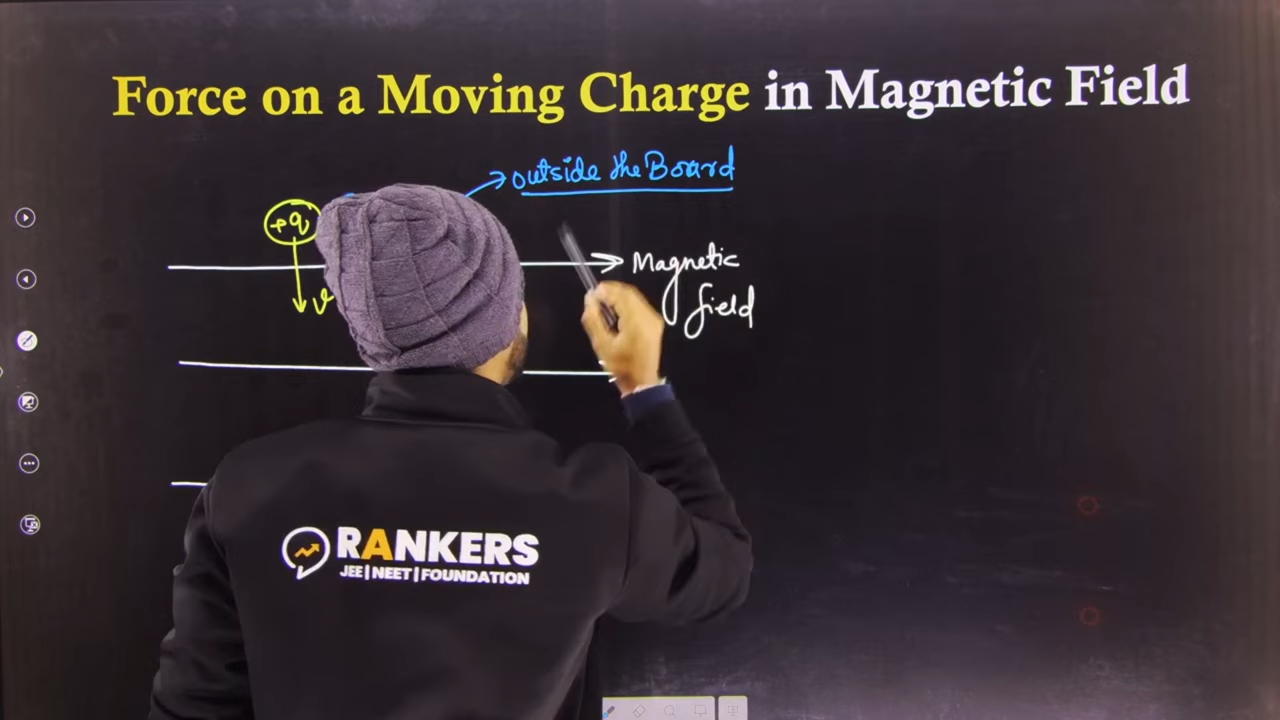 Force on a Moving Charge in Magnetic Field
outside the Board
+q
v
Magnetic
field
RANKERS
JEE | NEET | FOUNDATION